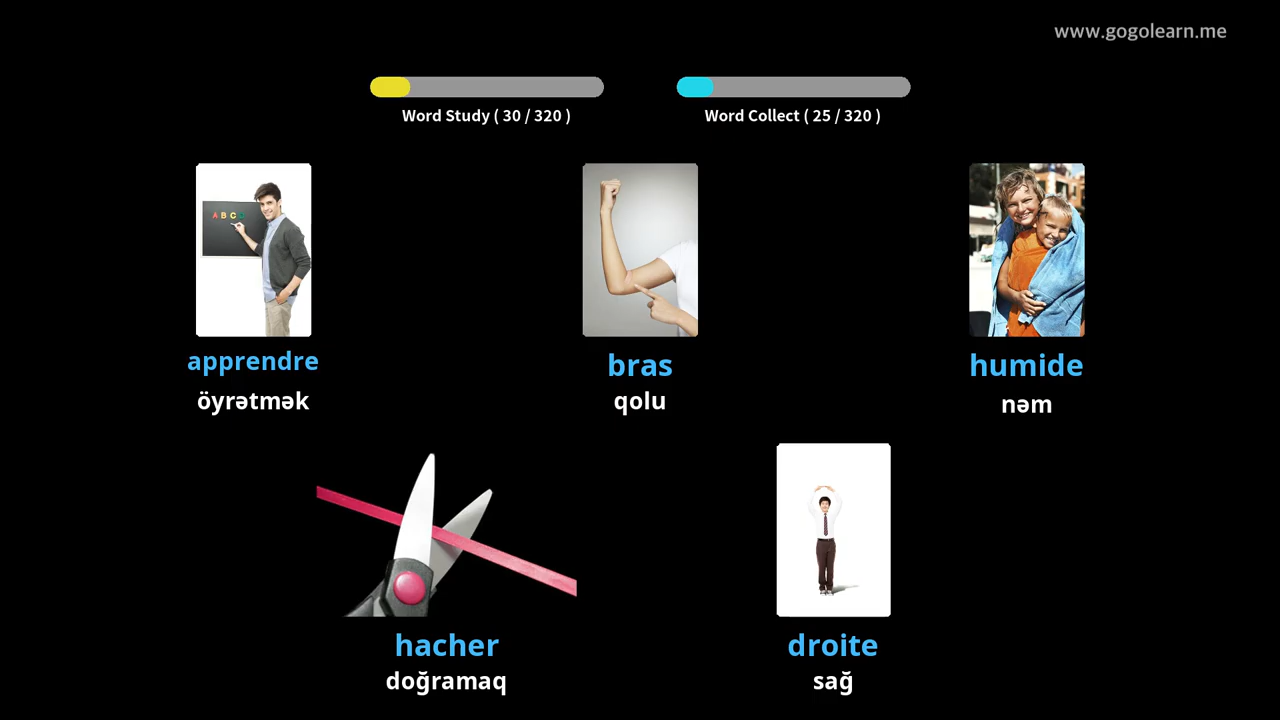 www.gogolearn.me
Word Study ( 30 / 320 )
Word Collect ( 25 / 320 )
A B C D
apprendre
öyrətmək
bras
qolu
humide
nəm
hacher
doğramaq
droite
sağ